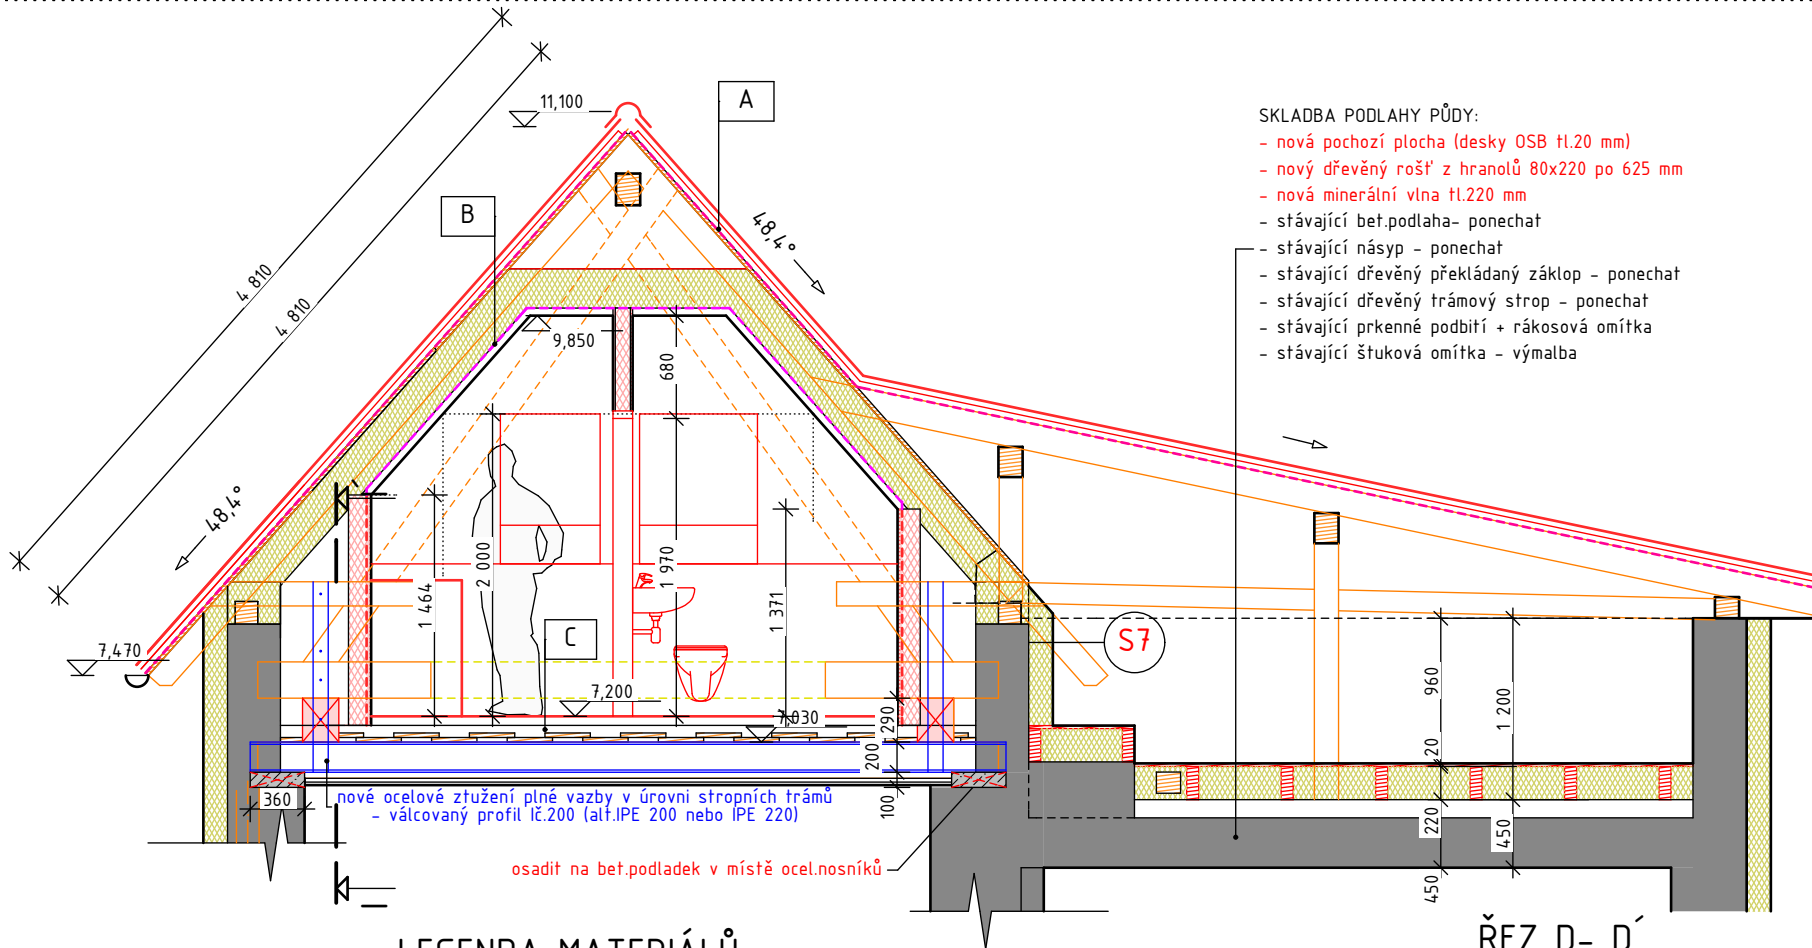 11,100
A
B
48,4°
4 810
4 810
9,850
680
SKLADBA PODLAHY PŮDY:
- nová pochozí plocha (desky OSB tl.20 mm)
- nový dřevěný rošť z hranolů 80x220 po 625 mm
- nová minerální vlna tl.220 mm
- stávající bet.podlaha- ponechat
- stávající násyp - ponechat
- stávající dřevěný překládaný záklop - ponechat
- stávající dřevěný trámový strop - ponechat
- stávající prkenné podbití + rákosová omítka
- stávající štuková omítka - výmalba
48,4°
1 464
2 000
1 970
1 371
C
S7
7,470
7,200
7,030
290
200
100
960
1 200
20
220
450
450
360
nové ocelové ztužení plné vazby v úrovni stropních trámů
- válcovaný profil Ič.200 (alt.IPE 200 nebo IPE 220)
osadit na bet.podladek v místě ocel.nosníků
LEGENDA MATERIÁLŮ
ŘEZ D- D´